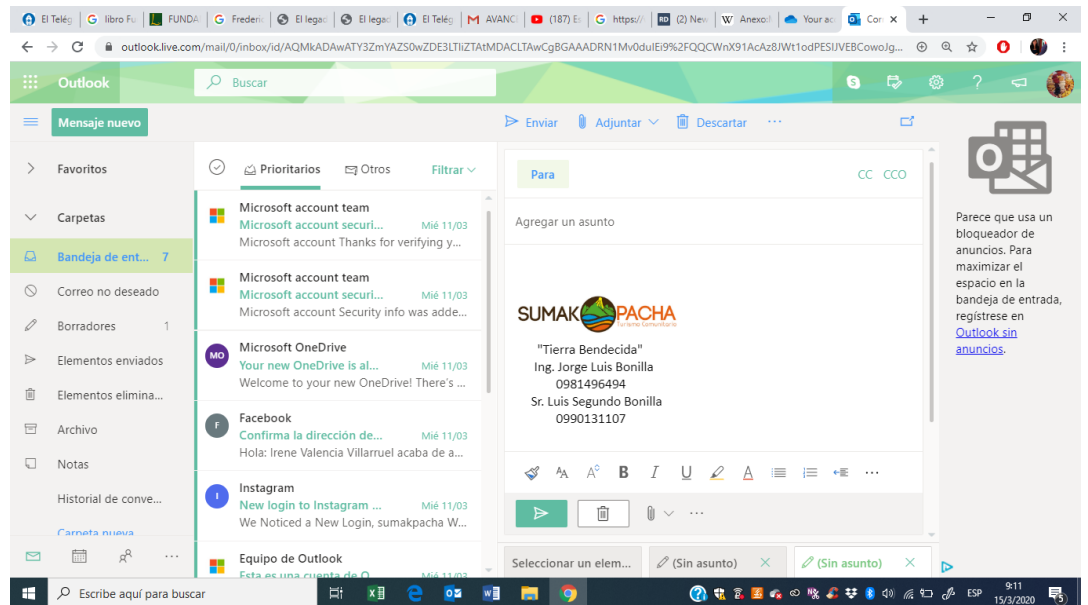 El Telég
libro Fu
FUNDA
Frederic
El legad
El legad
El Telég
AVANC
(187) Es
https://
(2) New
Anexo:
Your ac
Cor
outlook.live.com/mail/0/inbox/id/
Outlook
Buscar
Mensaje nuevo
Enviar Adjuntar Descartar ...
Favoritos
Carpetas
Bandeja de ent... 7
Correo no deseado
Borradores 1
Elementos enviados
Elementos elimina...
Archivo
Notas
Historial de conve...
Carpeta nueva
Prioritarios Otros Filtrar
Microsoft account team
Microsoft account securi... Mié 11/03
Microsoft account Thanks for verifying y...
Microsoft account team
Microsoft account securi... Mié 11/03
Microsoft account Security info was adde...
MO
Microsoft OneDrive
Your new OneDrive is al... Mié 11/03
Welcome to your new OneDrive! There's ...
F
Facebook
Confirma la dirección de... Mié 11/03
Hola: Irene Valencia Villarruel acaba de a...
I
Instagram
New login to Instagram ... Mié 11/03
We Noticed a New Login, sumakpacha W...
Equipo de Outlook
Esta es una cuenta de O... Mié 11/03
Para CC CCO
Agregar un asunto
SUMAK PACHA
Turismo Comunitario
"Tierra Bendecida"
Ing. Jorge Luis Bonilla
0981496494
Sr. Luis Segundo Bonilla
0990131107
Seleccionar un elem... (Sin asunto) (Sin asunto)
Parece que usa un
bloqueador de
anuncios. Para
maximizar el
espacio en la
bandeja de entrada,
regístrese en
Outlook sin
anuncios.
Escribe aquí para buscar
ESP
9:11
15/3/2020